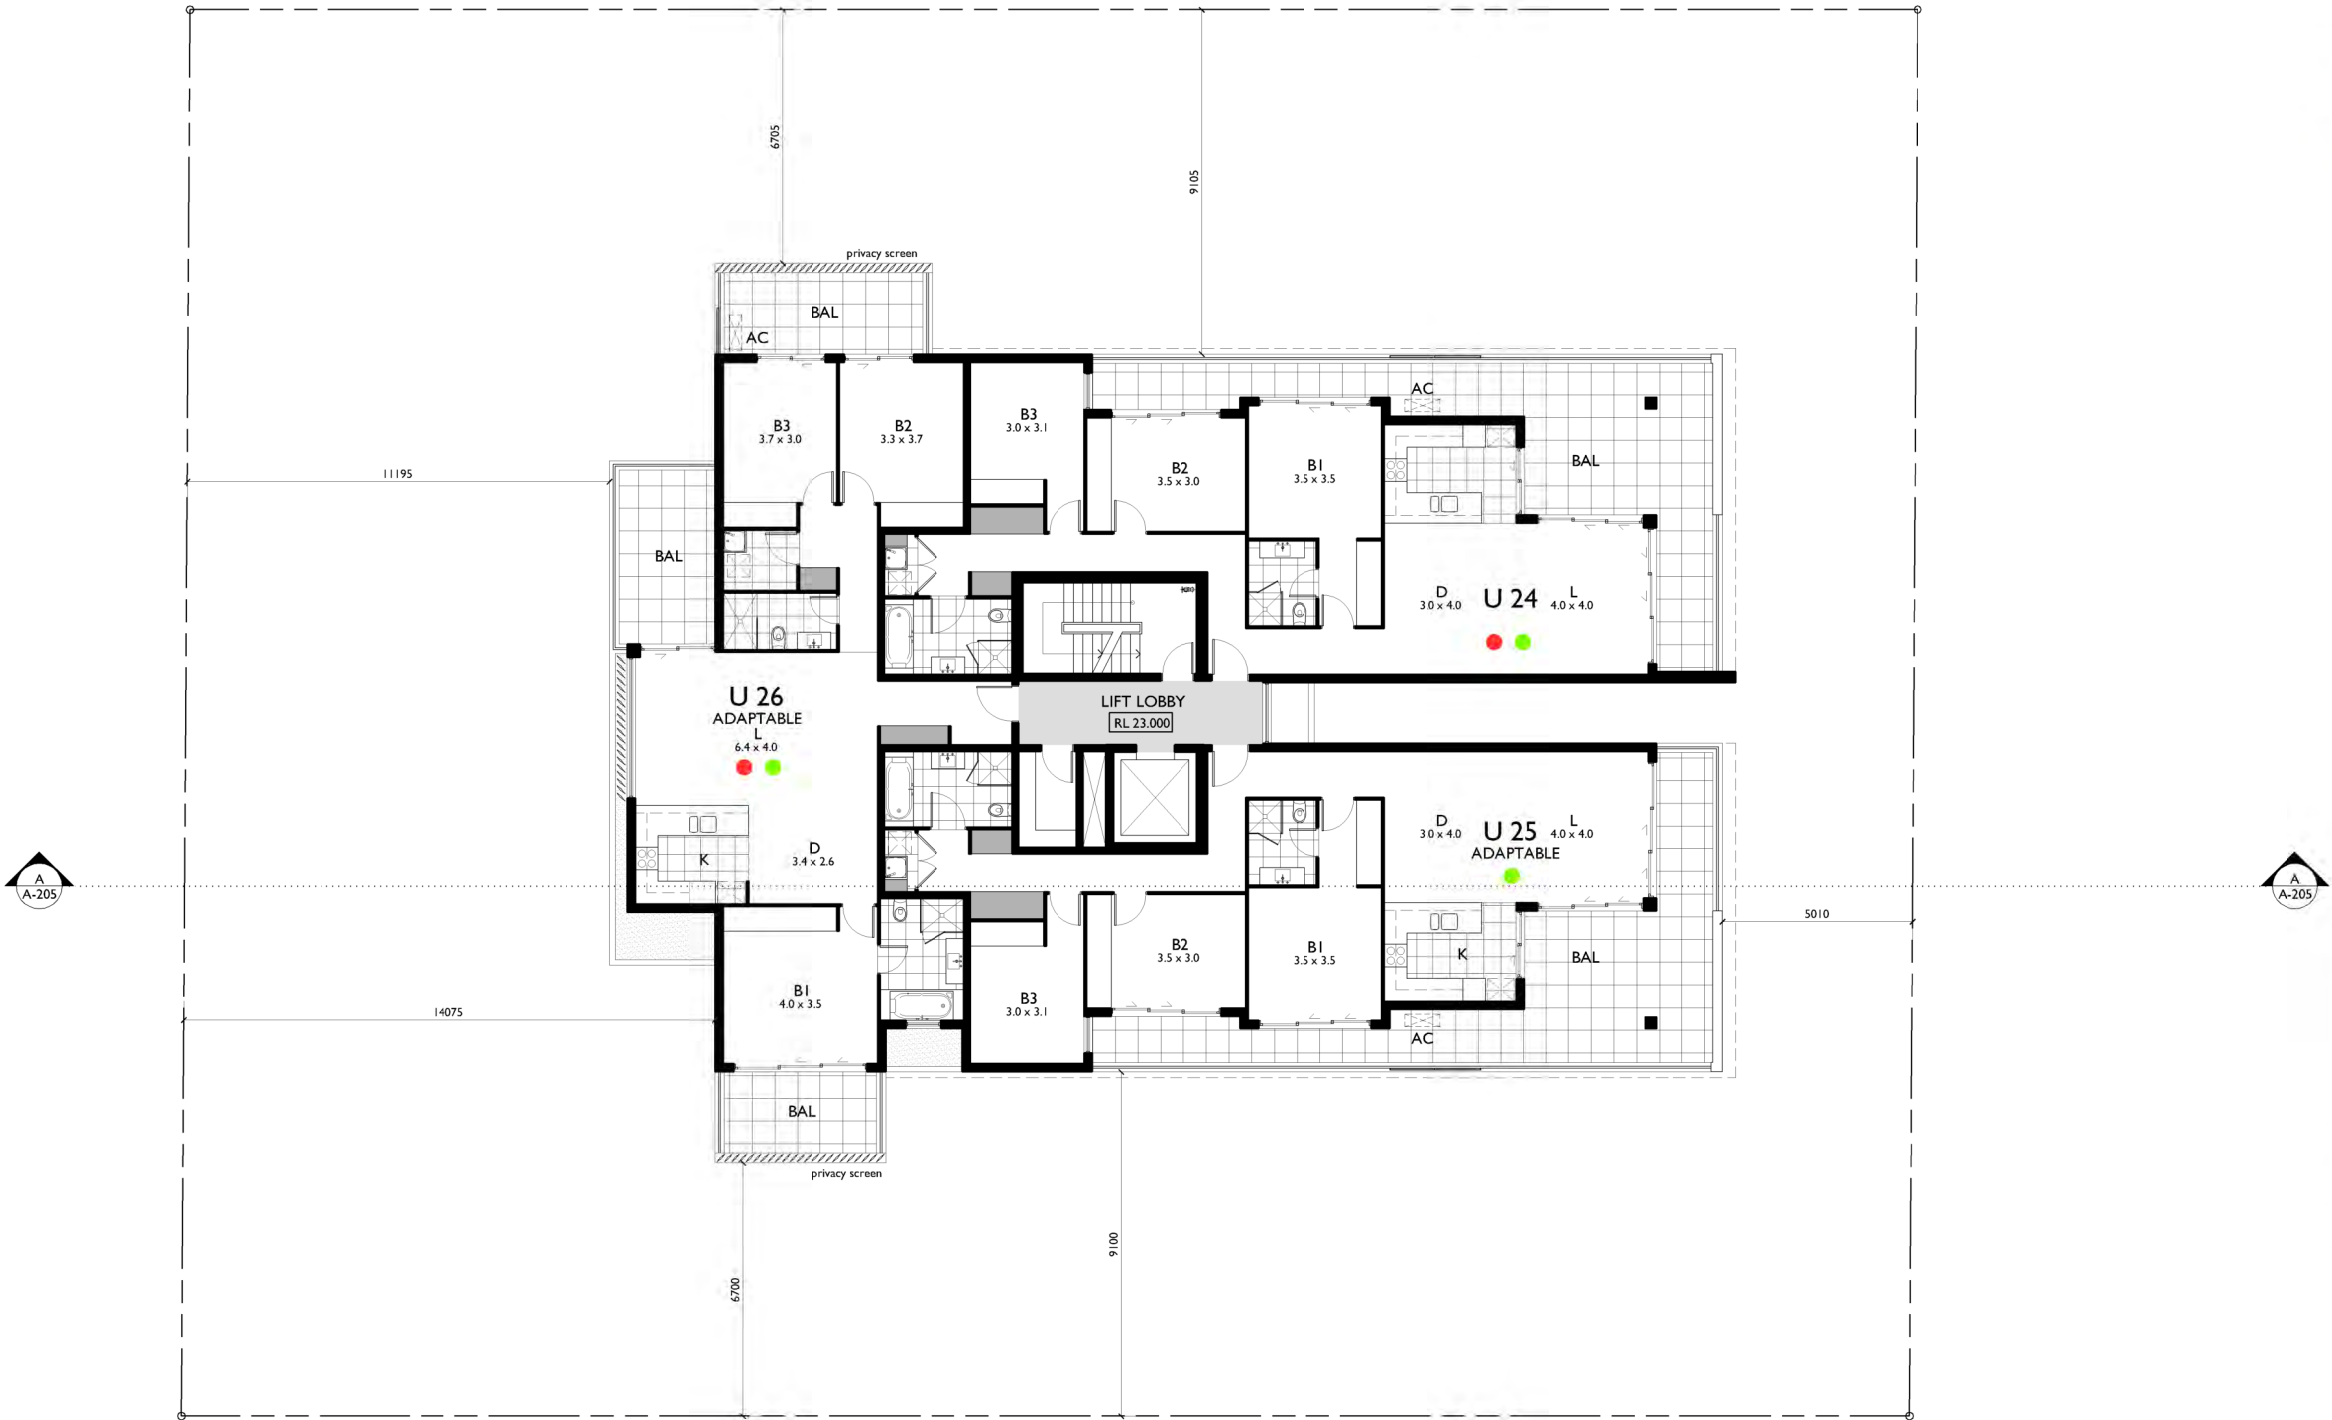 6705
9105
privacy screen
BAL
AC
B3
3.7 x 3.0
B2
3.3 x 3.7
B3
3.0 x 3.1
B2
3.5 x 3.0
B1
3.5 x 3.5
AC
BAL
11195
BAL
D
3.0 x 4.0
U 24
L
4.0 x 4.0
U 26
ADAPTABLE
L
6.4 x 4.0
LIFT LOBBY
RL 23.000
K
D
3.4 x 2.6
D
3.0 x 4.0
U 25
ADAPTABLE
L
4.0 x 4.0
A
A-205
A
A-205
5010
B1
4.0 x 3.5
B3
3.0 x 3.1
B2
3.5 x 3.0
B1
3.5 x 3.5
K
BAL
AC
14075
BAL
privacy screen
6700
9100